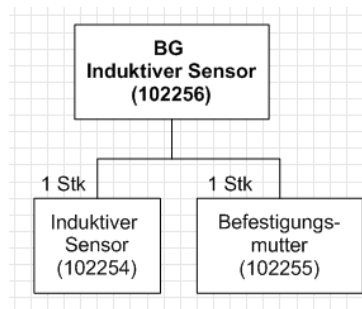 BG
Induktiver Sensor
(102256)
1 Stk
1 Stk
Induktiver
Sensor
(102254)
Befestigungs-
mutter
(102255)